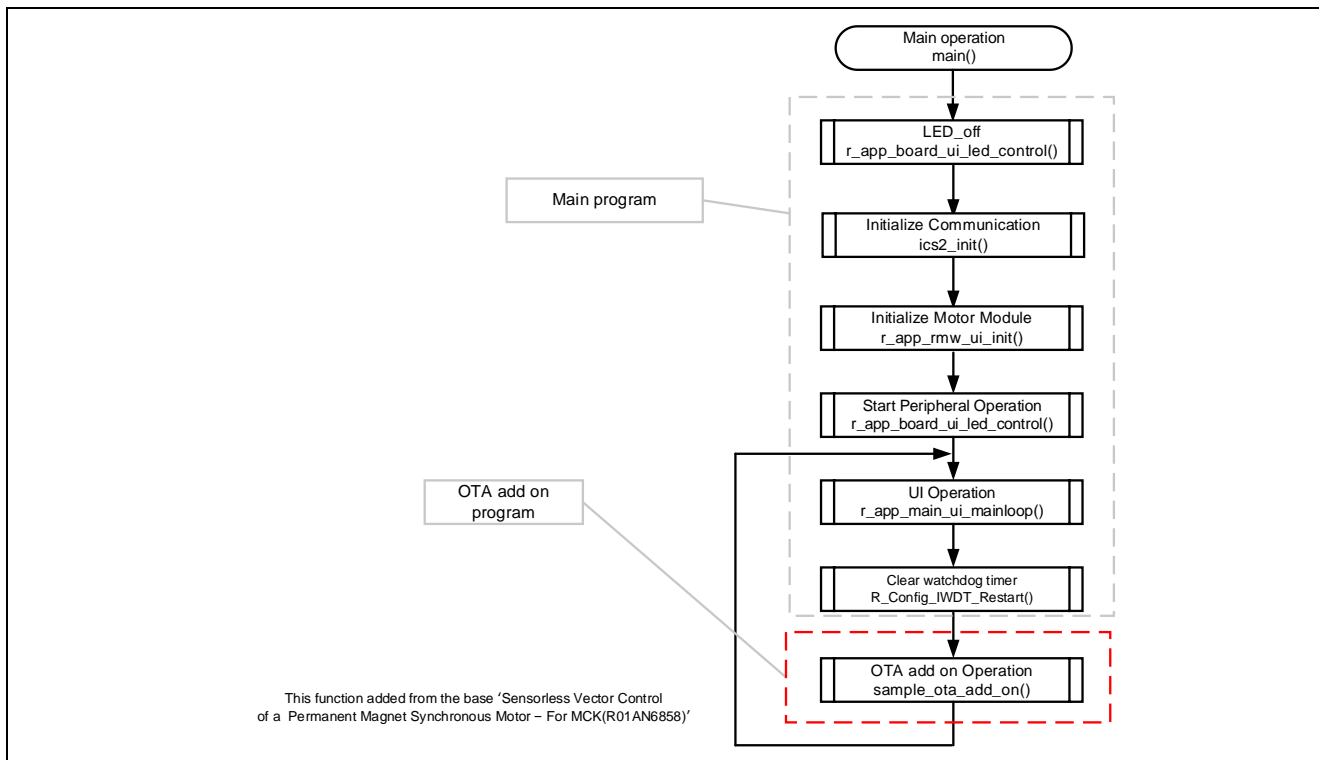 Main operation
main()
LED_off
r_app_board_ui_led_control()
Main program
Initialize Communication
ics2_init()
Initialize Motor Module
r_app_rmw_ui_init()
Start Peripheral Operation
r_app_board_ui_led_control()
OTA add on
program
UI Operation
r_app_main_ui_mainloop()
Clear watchdog timer
R_Config_IWDT_Restart()
OTA add on Operation
sample_ota_add_on()
This function added from the base ‘Sensorless Vector Control
of a Permanent Magnet Synchronous Motor – For MCK(R01AN6858)’